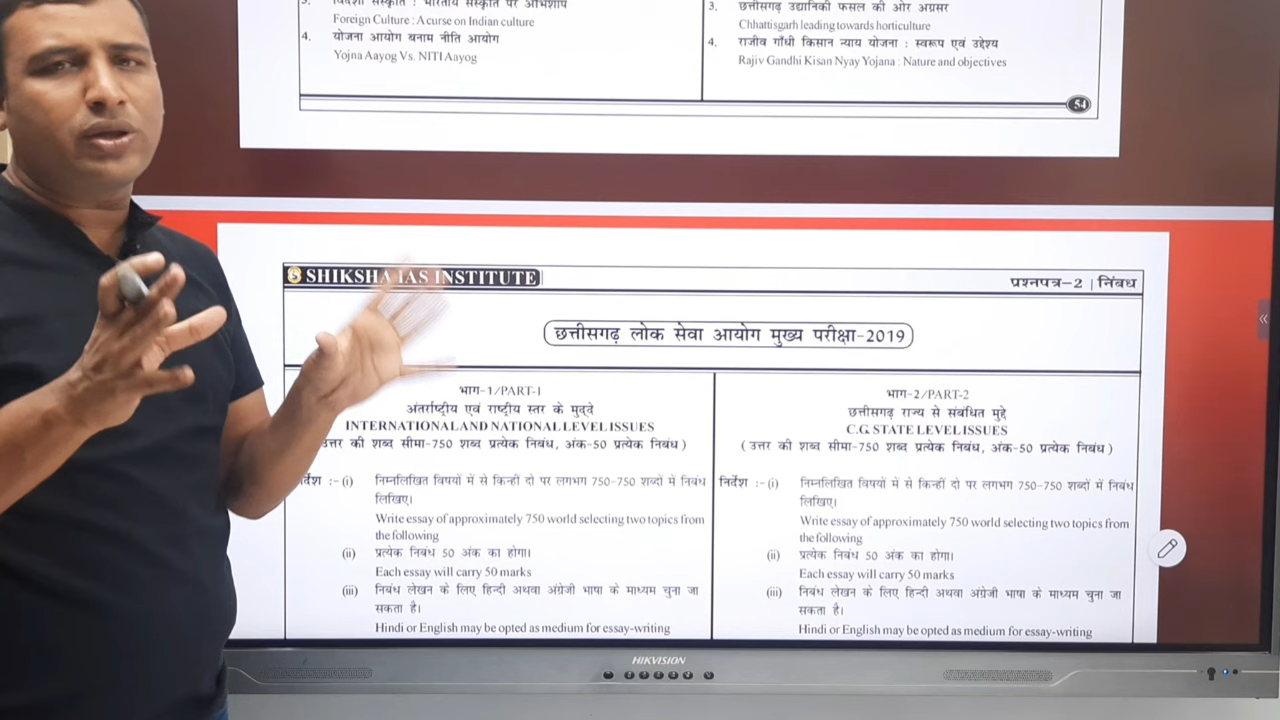 3. विदेशी संस्कृति : भारतीय संस्कृति पर अभिशाप
Foreign Culture : A curse on Indian culture
4. योजना आयोग बनाम नीति आयोग
Yojna Aayog Vs. NITI Aayog
3. छत्तीसगढ़ उद्यानिकी फसल की ओर अग्रसर
Chhattisgarh leading towards horticulture
4. राजीव गाँधी किसान न्याय योजना : स्वरूप एवं उद्देश्य
Rajiv Gandhi Kisan Nyay Yojana : Nature and objectives
54
SHIKSHA IAS INSTITUTE
प्रश्नपत्र-2 | निंबध
छत्तीसगढ़ लोक सेवा आयोग मुख्य परीक्षा-2019
भाग-1/PART-1
अंतर्राष्ट्रीय एवं राष्ट्रीय स्तर के मुद्दे
INTERNATIONAL AND NATIONAL LEVEL ISSUES
उत्तर की शब्द सीमा-750 शब्द प्रत्येक निबंध, अंक-50 प्रत्येक निबंध)
(i) निम्नलिखित विषयों में से किन्हीं दो पर लगभग 750-750 शब्दों में निबंध
लिखिए।
Write essay of approximately 750 world selecting two topics from
the following
(ii) प्रत्येक निबंध 50 अंक का होगा।
Each essay will carry 50 marks
(iii) निबंध लेखन के लिए हिन्दी अथवा अंग्रेजी भाषा के माध्यम चुना जा
सकता है।
Hindi or English may be opted as medium for essay-writing
भाग-2/PART-2
छत्तीसगढ़ राज्य से संबंधित मुद्दे
C.G. STATE LEVEL ISSUES
( उत्तर की शब्द सीमा-750 शब्द प्रत्येक निबंध, अंक-50 प्रत्येक निबंध )
निर्देश :- (i) निम्नलिखित विषयों में से किन्हीं दो पर लगभग 750-750 शब्दों में निबंध
लिखिए।
Write essay of approximately 750 world selecting two topics from
the following
(ii) प्रत्येक निबंध 50 अंक का होगा।
Each essay will carry 50 marks
(iii) निबंध लेखन के लिए हिन्दी अथवा अंग्रेजी भाषा के माध्यम चुना जा
सकता है।
Hindi or English may be opted as medium for essay-writing
HIKVISION